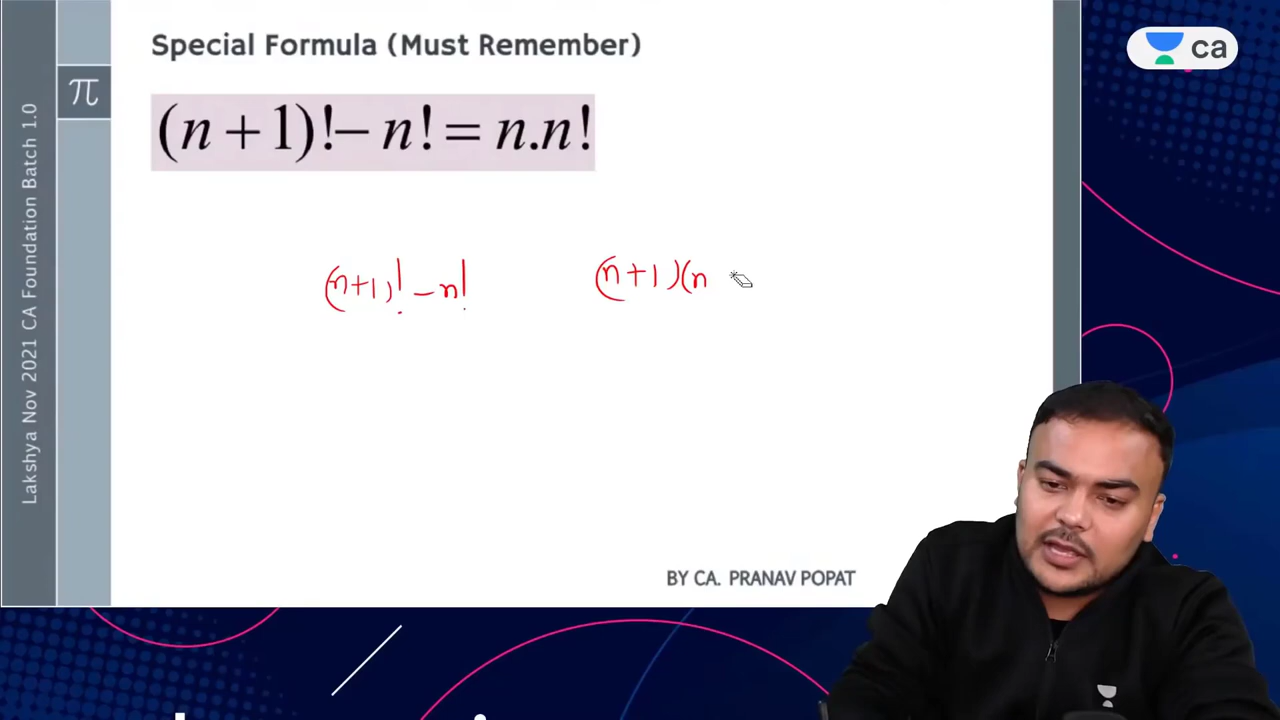 Special Formula (Must Remember)
ca
π
(n+1)!−n!=n.n!
Lakshya Nov 2021 CA Foundation Batch 1.0
(n+1)! − n!
(n+1)(n
BY CA. PRANAV POPAT